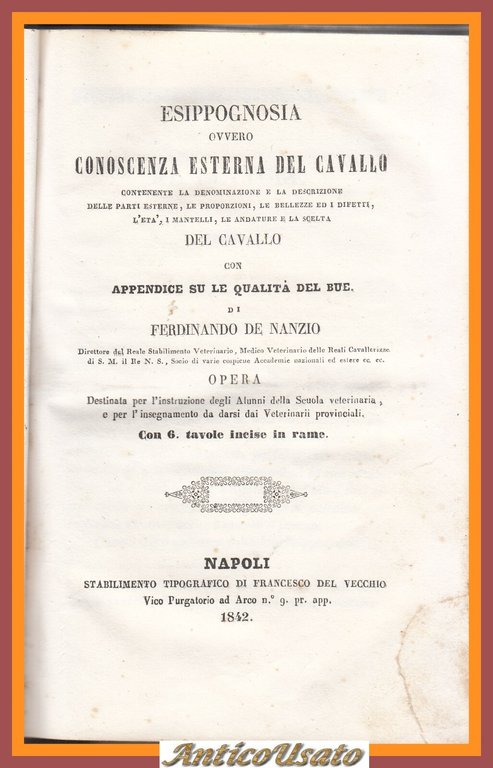 ESIPPOGNOSIA
OVVERO
CONOSCENZA ESTERNA DEL CAVALLO
CONTENENTE LA DENOMINAZIONE E LA DESCRIZIONE
DELLE PARTI ESTERNE, LE PROPORZIONI, LE BELLEZZE ED I DIFETTI,
L'ETA', I MANTELLI, LE ANDATURE E LA SCELTA
DEL CAVALLO
CON
APPENDICE SU LE QUALITÀ DEL BUE.
DI
FERDINANDO DE NANZIO
Direttore del Reale Stabilimento Veterinario, Medico Veterinario delle Reali Cavallerizze
di S. M. il Re N. S., Socio di varie cospicue Accademie nazionali ed estere ec. ec.
OPERA
Destinata per l'instruzione degli Alunni della Scuola veterinaria,
e per l'insegnamento da darsi dai Veterinarii provinciali.
Con 6. tavole incise in rame.
NAPOLI
STABILIMENTO TIPOGRAFICO DI FRANCESCO DEL VECCHIO
Vico Purgatorio ad Arco n.° 9. pr. app.
1842.
AnticoUsato